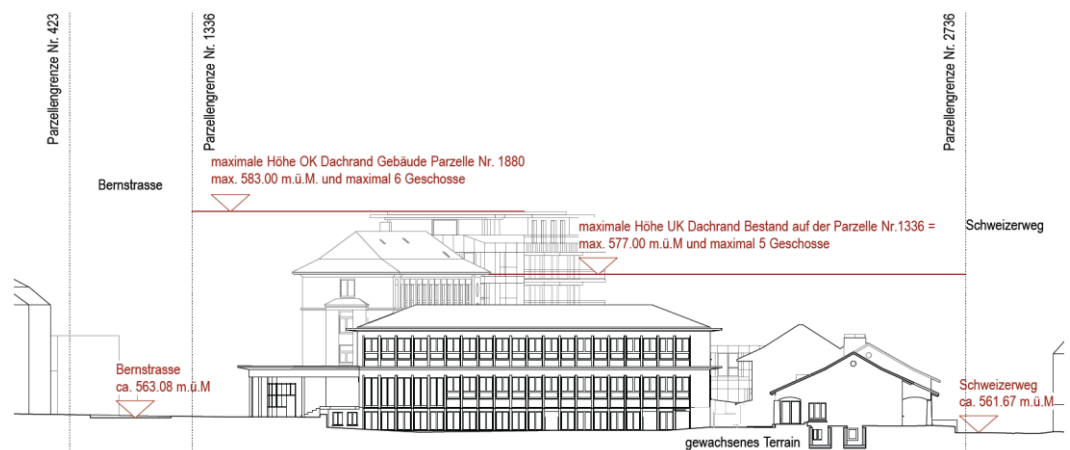 Parzellengrenze Nr. 423
Parzellengrenze Nr. 1336
Parzellengrenze Nr. 2736
maximale Höhe OK Dachrand Gebäude Parzelle Nr. 1880
max. 583.00 m.ü.M. und maximal 6 Geschosse
Bernstrasse
maximale Höhe UK Dachrand Bestand auf der Parzelle Nr.1336 =
max. 577.00 m.ü.M und maximal 5 Geschosse
Schweizerweg
Bernstrasse
ca. 563.08 m.ü.M
Schweizerweg
ca. 561.67 m.ü.M
gewachsenes Terrain